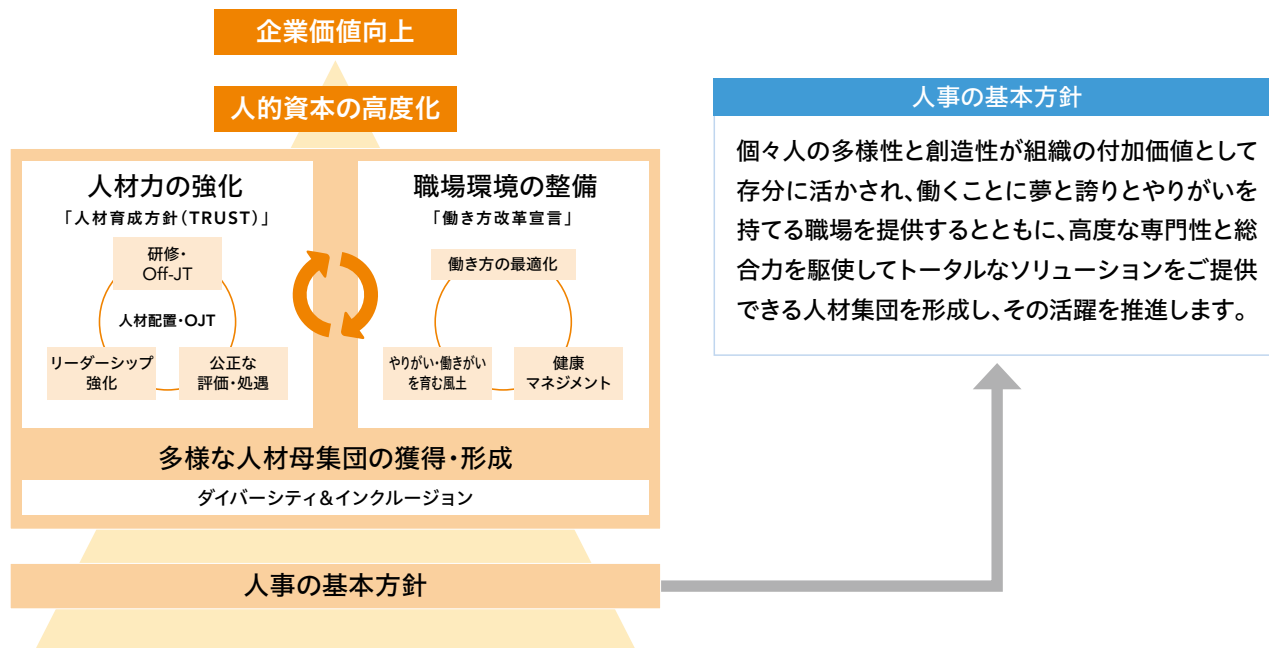 企業価値向上
人的資本の高度化
人材力の強化
「人材育成方針(TRUST)」
研修・
Off-JT
人材配置・OJT
リーダーシップ
強化
公正な
評価・処遇
職場環境の整備
「働き方改革宣言」
働き方の最適化
やりがい・働きがい
を育む風土
健康
マネジメント
多様な人材母集団の獲得・形成
ダイバーシティ&インクルージョン
人事の基本方針
人事の基本方針
個々人の多様性と創造性が組織の付加価値として
存分に活かされ、働くことに夢と誇りとやりがいを
持てる職場を提供するとともに、高度な専門性と総
合力を駆使してトータルなソリューションをご提供
できる人材集団を形成し、その活躍を推進します。